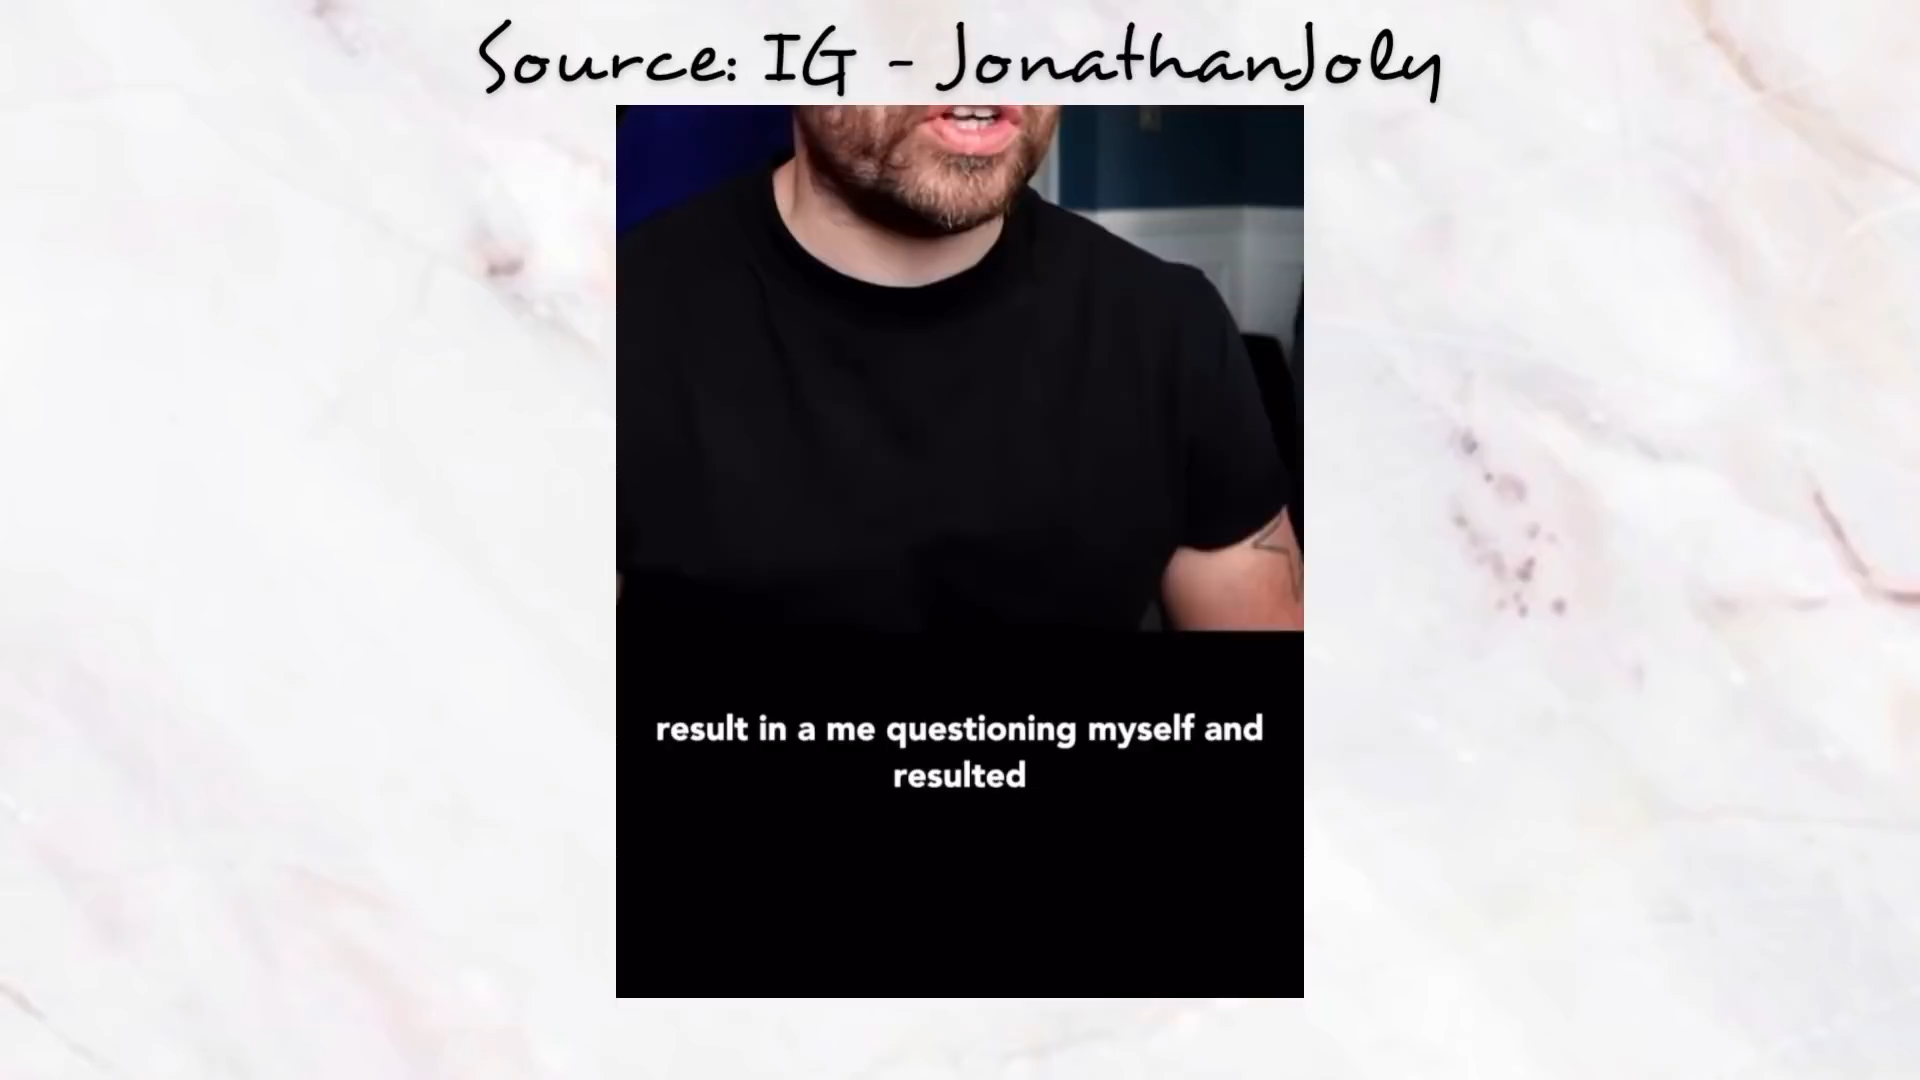 Source: IG - JonathanJoly
result in a me questioning myself and
resulted